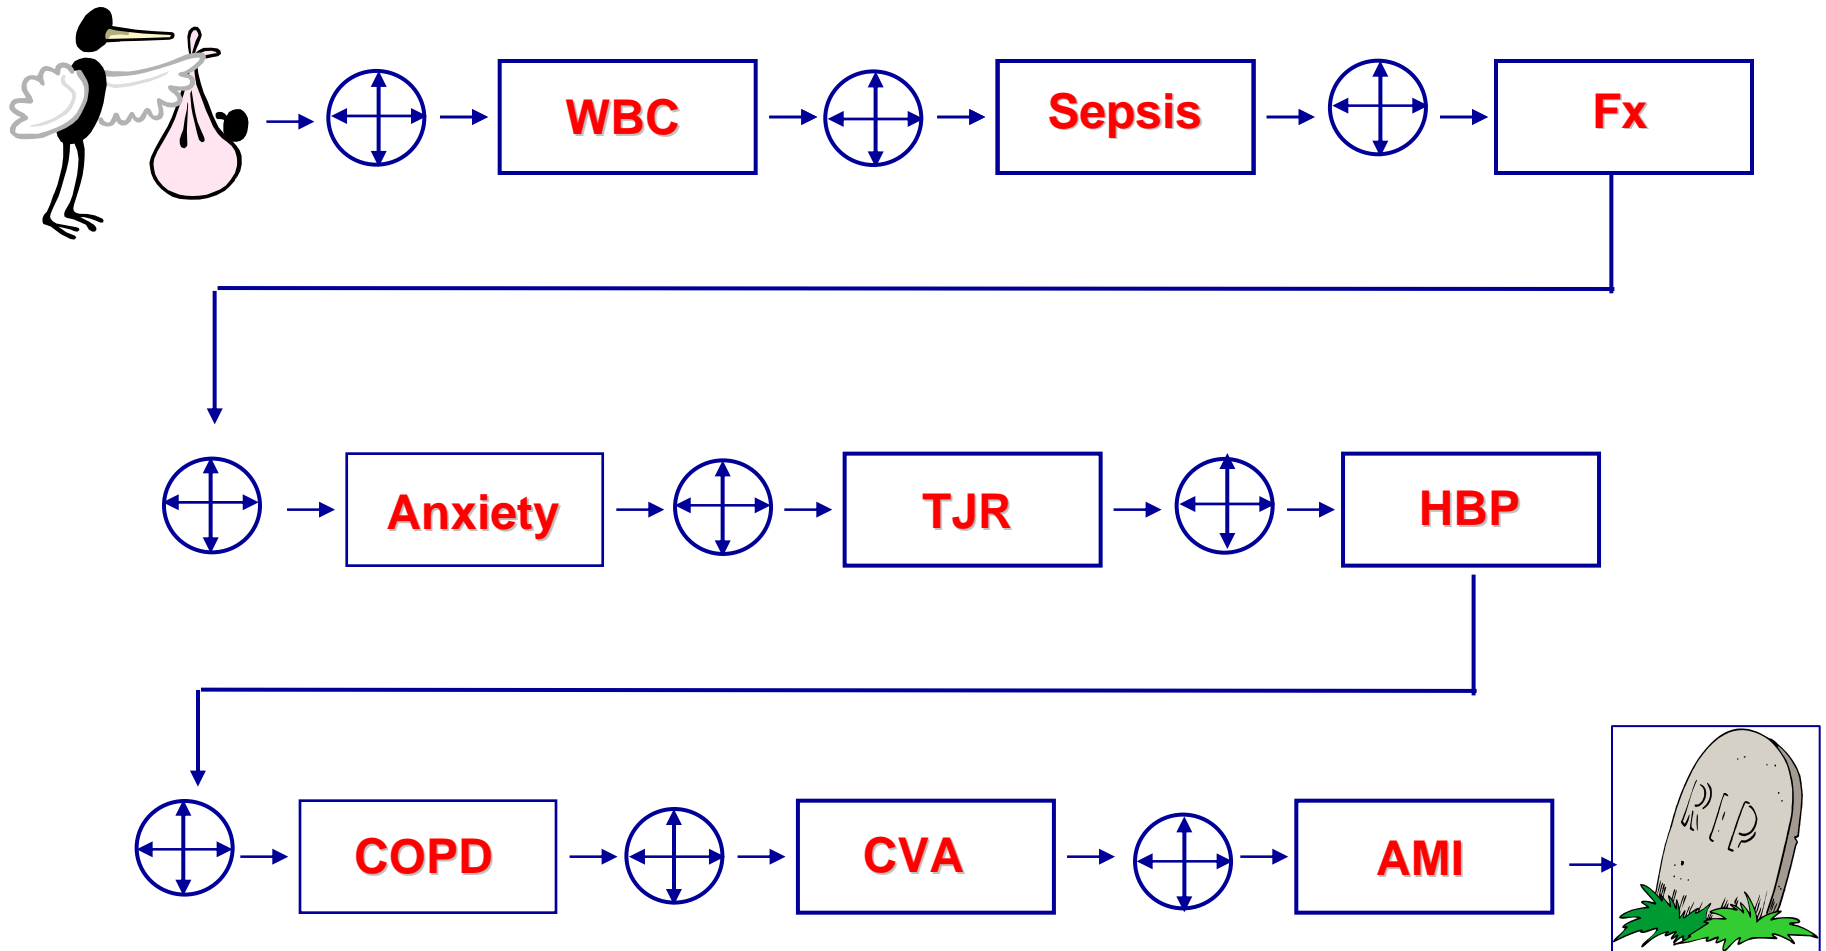 WBC
Sepsis
Fx
Anxiety
TJR
HBP
COPD
CVA
AMI
RIP